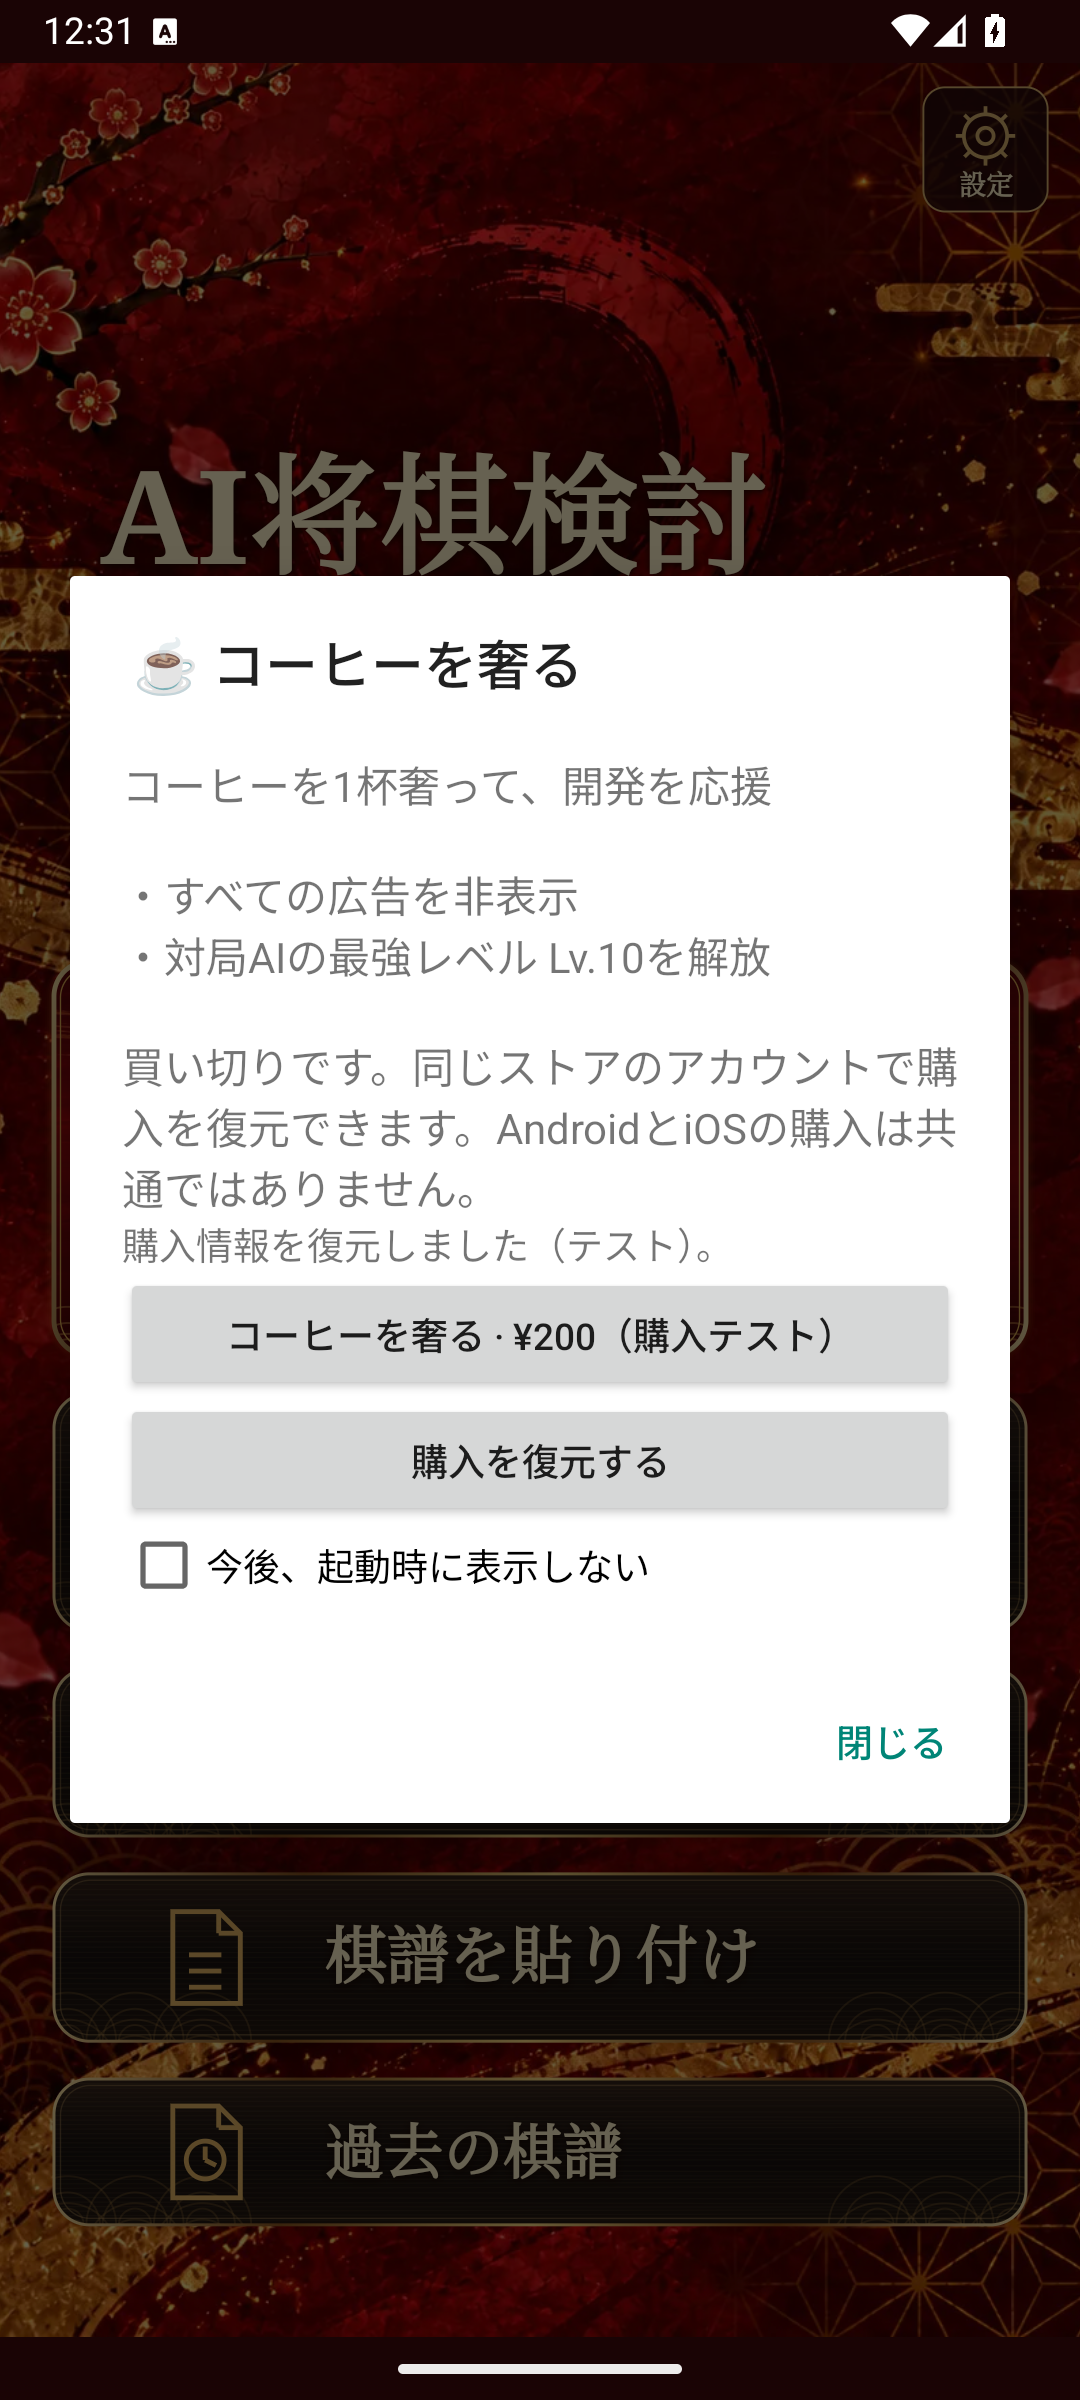 12:31
設定
AI将棋検討
☕ コーヒーを奢る
コーヒーを1杯奢って、開発を応援
・すべての広告を非表示
・対局AIの最強レベル Lv.10を解放
買い切りです。同じストアのアカウントで購
入を復元できます。AndroidとiOSの購入は共
通ではありません。
購入情報を復元しました（テスト）。
コーヒーを奢る · ¥200（購入テスト）
購入を復元する
今後、起動時に表示しない
閉じる
棋譜を貼り付け
過去の棋譜